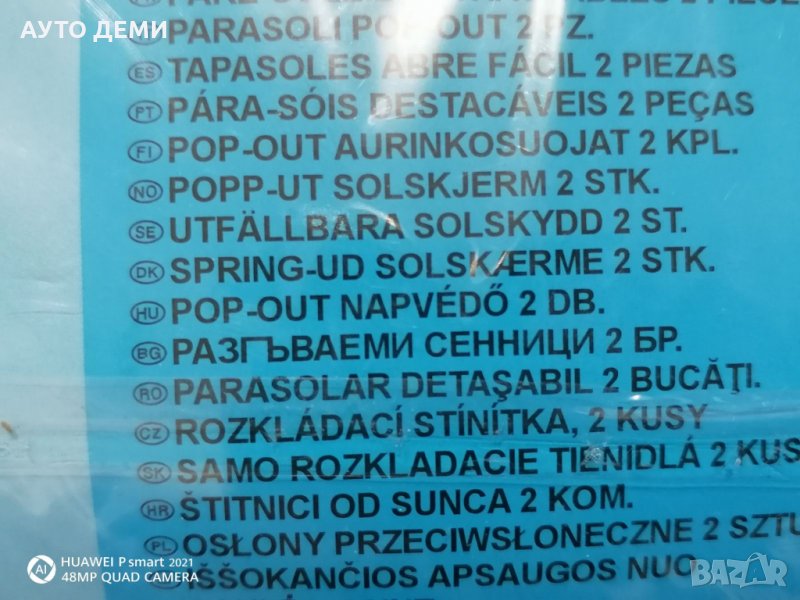 АУТО ДЕМИ
PARASOLI POP-OUT 2 PZ.
ES TAPASOLES ABRE FÁCIL 2 PIEZAS
PT PÁRA-SÓIS DESTACÁVEIS 2 PEÇAS
FI POP-OUT AURINKOSUOJAT 2 KPL.
NO POPP-UT SOLSKJERM 2 STK.
SE UTFÄLLBARA SOLSKYDD 2 ST.
DK SPRING-UD SOLSKÆRME 2 STK.
HU POP-OUT NAPVÉDŐ 2 DB.
BG РАЗГЪВАЕМИ СЕННИЦИ 2 БР.
RO PARASOLAR DETAŞABIL 2 BUCĂŢI.
CZ ROZKLÁDACÍ STÍNÍTKA, 2 KUSY
SK SAMO ROZKLADACIE TIENIDLÁ 2 KUS
HR ŠTITNICI OD SUNCA 2 KOM.
PL OSŁONY PRZECIWSŁONECZNE 2 SZTU
IŠŠOKANČIOS APSAUGOS NUO
AI HUAWEI P smart 2021
48MP QUAD CAMERA
BAZAR